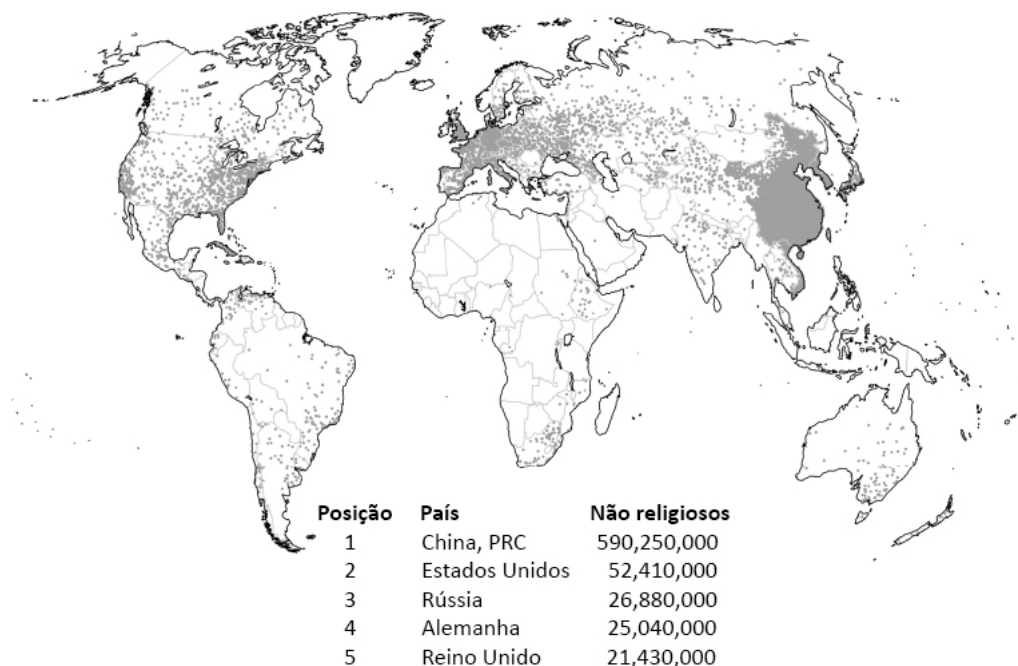 Posição País Não religiosos
1 China, PRC 590,250,000
2 Estados Unidos 52,410,000
3 Rússia 26,880,000
4 Alemanha 25,040,000
5 Reino Unido 21,430,000